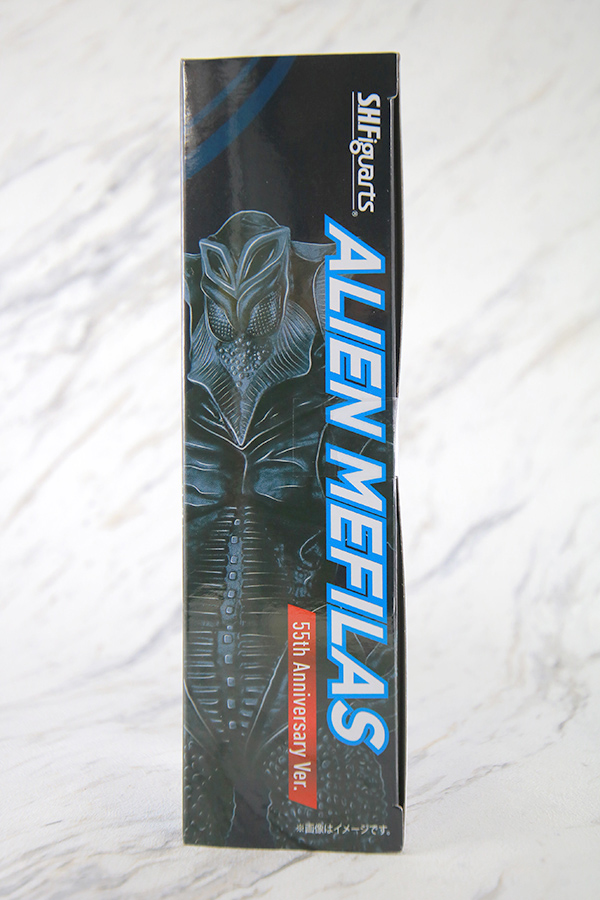 S.H.Figuarts®
ALIEN MEFILAS
55th Anniversary Ver.
※画像はイメージです。